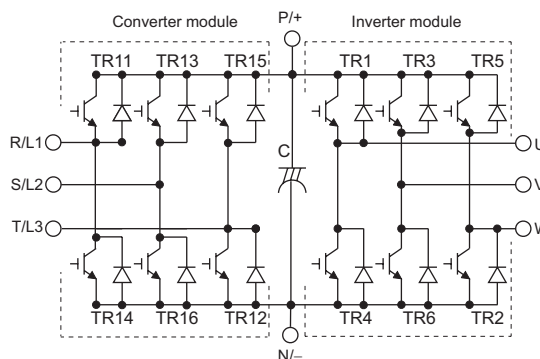 Converter module
P/+
Inverter module
TR11 TR13 TR15
TR1 TR3 TR5
R/L1
U
C
S/L2
V
T/L3
W
TR14 TR16 TR12
TR4 TR6 TR2
N/−